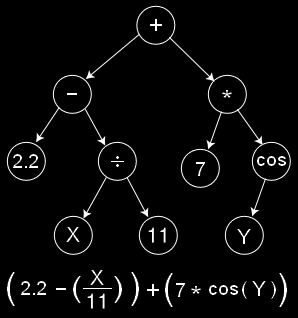 +
− *
2.2 ÷ 7 cos
X 11 Y
(2.2 − (X/11)) + (7 * cos(Y))